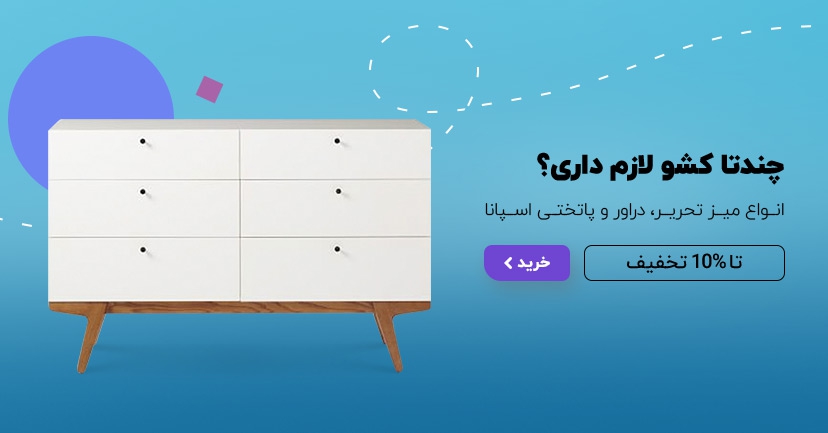 چندتا کشو لازم داری؟
انواع میز تحریر، دراور و پاتختی اسپانا
تا 10% تخفیف
خرید